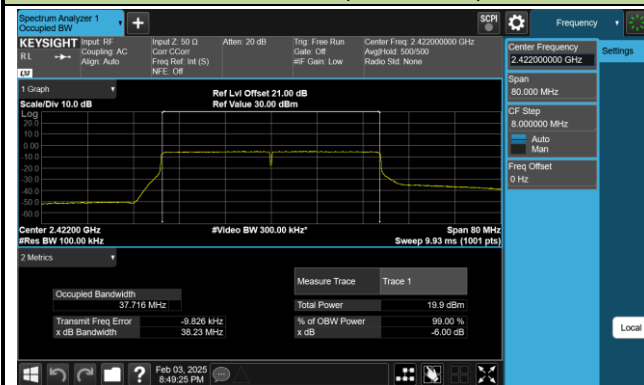 Spectrum Analyzer 1
Occupied BW
+
SCPI
Frequency
KEYSIGHT
RL
LXI
Input: RF
Coupling: AC
Align: Auto
Input Z: 50 Ω
Corr CCorr
Freq Ref: Int (S)
NFE: Off
Atten: 20 dB
Trig: Free Run
Gate: Off
#IF Gain: Low
Center Freq: 2.422000000 GHz
Avg|Hold: 500/500
Radio Std: None
Center Frequency
2.422000000 GHz
Settings
Span
80.000 MHz
CF Step
8.000000 MHz
Auto
Man
Freq Offset
0 Hz
1 Graph
Scale/Div 10.0 dB
Ref Lvl Offset 21.00 dB
Ref Value 30.00 dBm
Log
20.0
10.0
0.00
-10.0
-20.0
-30.0
-40.0
-50.0
-60.0
Center 2.42200 GHz
#Res BW 100.00 kHz
#Video BW 300.00 kHz*
Span 80 MHz
Sweep 9.93 ms (1001 pts)
2 Metrics
Measure Trace Trace 1
Occupied Bandwidth
37.716 MHz
Total Power 19.9 dBm
Transmit Freq Error -9.826 kHz
% of OBW Power 99.00 %
x dB Bandwidth 38.23 MHz
x dB -6.00 dB
Local
?
Feb 03, 2025
8:49:25 PM